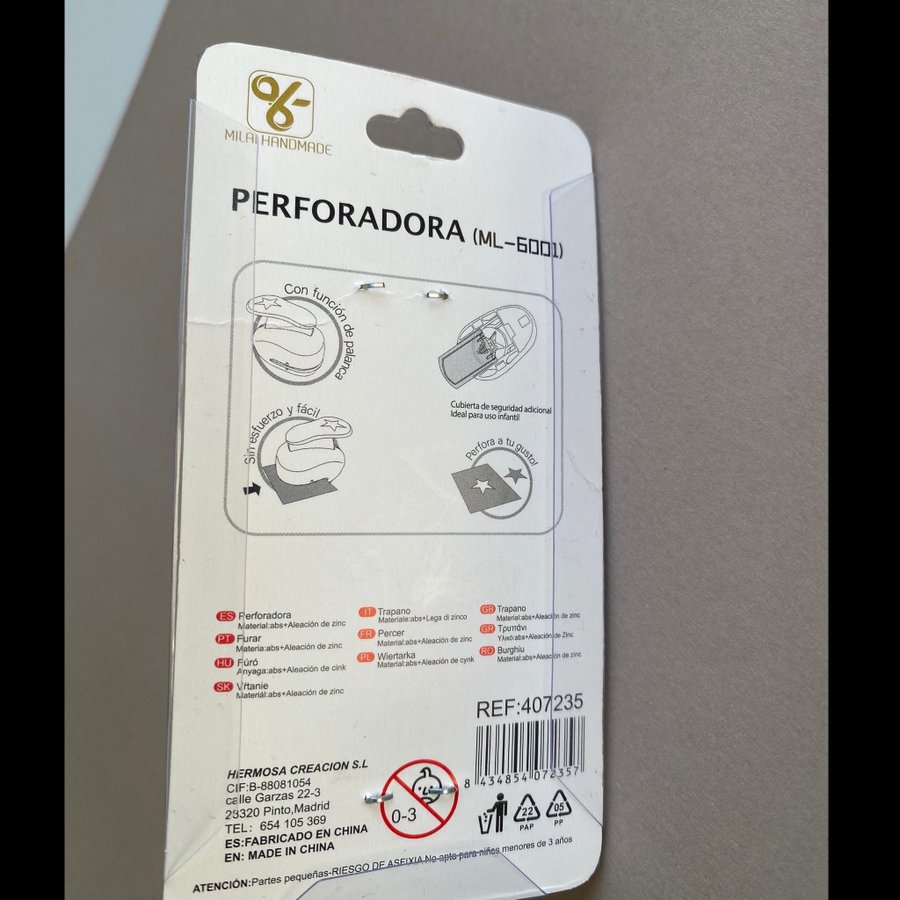 MILAI HANDMADE
PERFORADORA (ML-6001)
Con función de palanca
Cubierta de seguridad adicional
Ideal para uso infantil
Sin esfuerzo y fácil
Perfora a tu gusto!
ES Perforadora
Material:abs+Aleación de zinc
PT Furar
Materia:abs+Aleación de zinc
HU Fúró
Anyaga:abs+Aleación de cink
SK Vŕtanie
Materiál:abs+Aleación de zinc
IT Trapano
Materiale:abs+Lega di zinco
FR Percer
Material:abs+Aleación de zinc
PL Wiertarka
Material:abs+Aleación de cynk
GB Trapano
Material:abs+Aleación de zinc
GR Τρυπάνι
Υλικό:abs+Aleación de Zinc
RO Burghiu
Material:abs+Aleación de zinc
REF:407235
8 434854 072357
HERMOSA CREACION S.L
CIF:B-88081054
calle Garzas 22-3
28320 Pinto,Madrid
TEL: 654 105 369
ES:FABRICADO EN CHINA
EN: MADE IN CHINA
0-3
22
PAP
05
PP
ATENCIÓN:Partes pequeñas-RIESGO DE ASFIXIA No apto para niños menores de 3 años